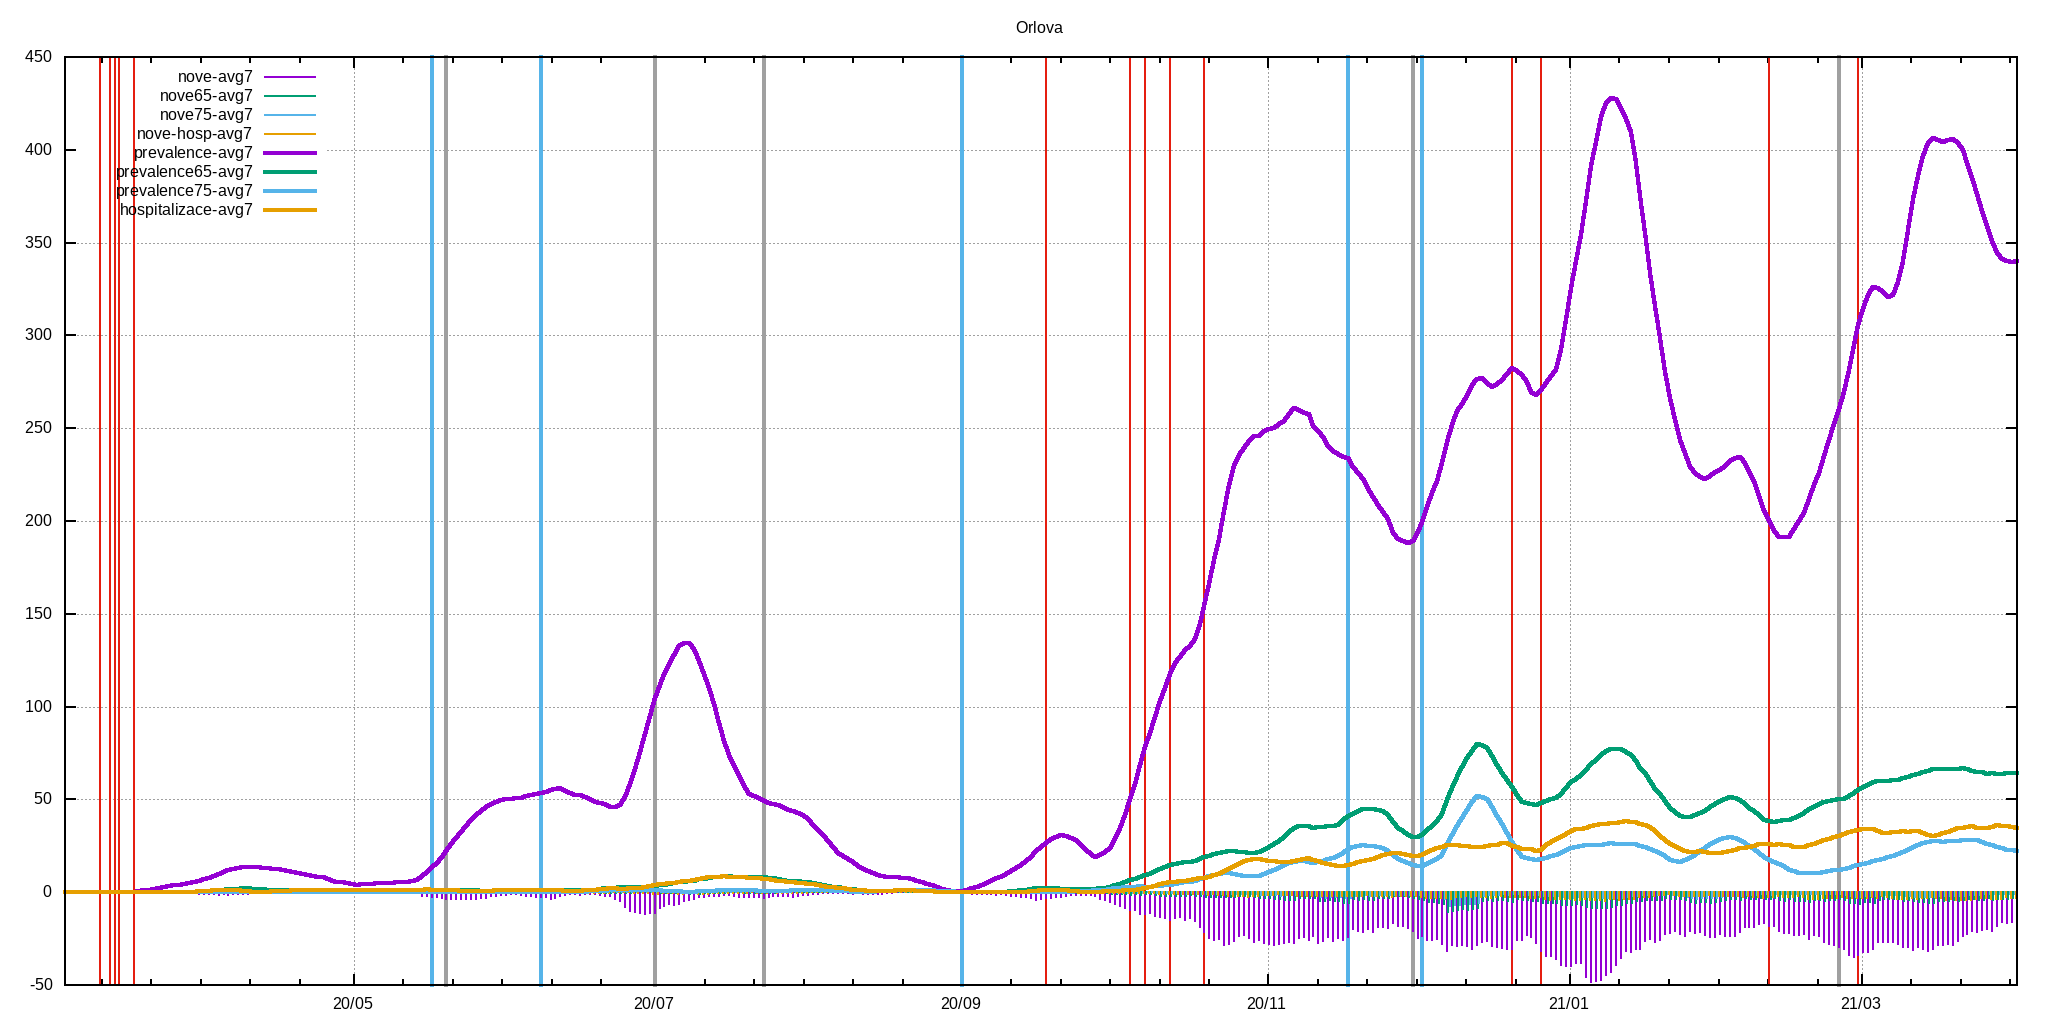 Orlova
450
400
350
300
250
200
150
100
50
0
-50
nove-avg7
nove65-avg7
nove75-avg7
nove-hosp-avg7
prevalence-avg7
prevalence65-avg7
prevalence75-avg7
hospitalizace-avg7
20/05 20/07 20/09 20/11 21/01 21/03